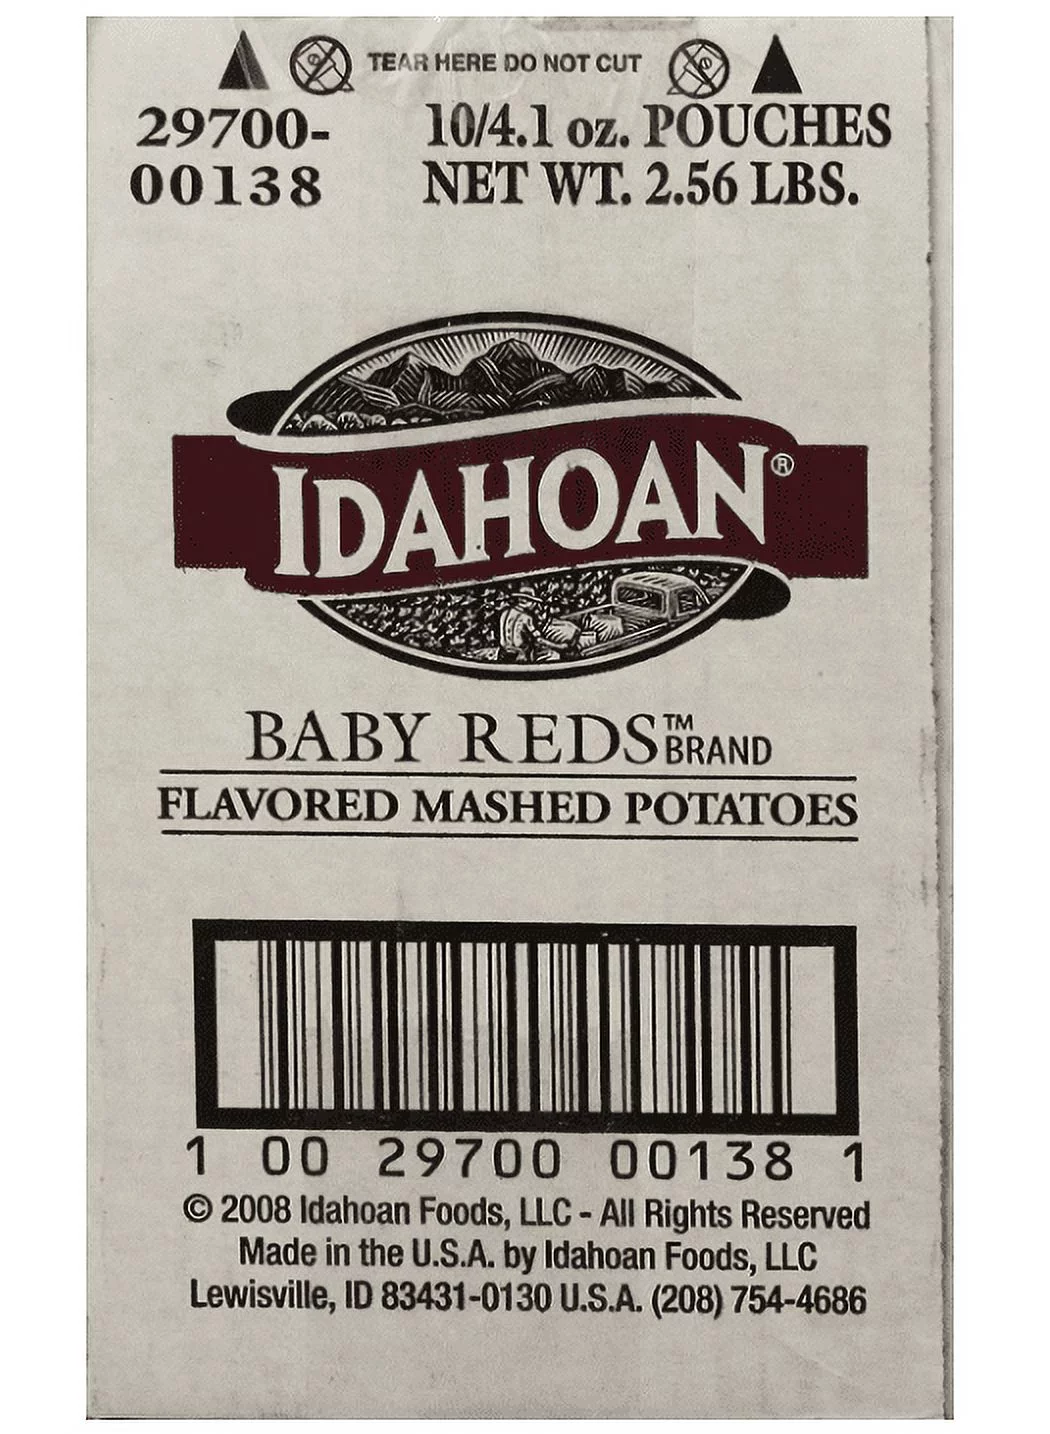 TEAR HERE DO NOT CUT
29700-
00138
10/4.1 oz. POUCHES
NET WT. 2.56 LBS.
IDAHOAN®
BABY REDS™ BRAND
FLAVORED MASHED POTATOES
1 00 29700 00138 1
© 2008 Idahoan Foods, LLC - All Rights Reserved
Made in the U.S.A. by Idahoan Foods, LLC
Lewisville, ID 83431-0130 U.S.A. (208) 754-4686